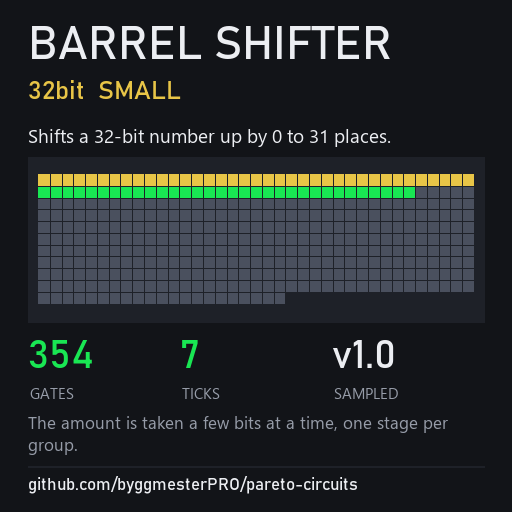 BARREL SHIFTER
32bit SMALL
Shifts a 32-bit number up by 0 to 31 places.
354 7 v1.0
GATES TICKS SAMPLED
The amount is taken a few bits at a time, one stage per
group.
github.com/byggmesterPRO/pareto-circuits